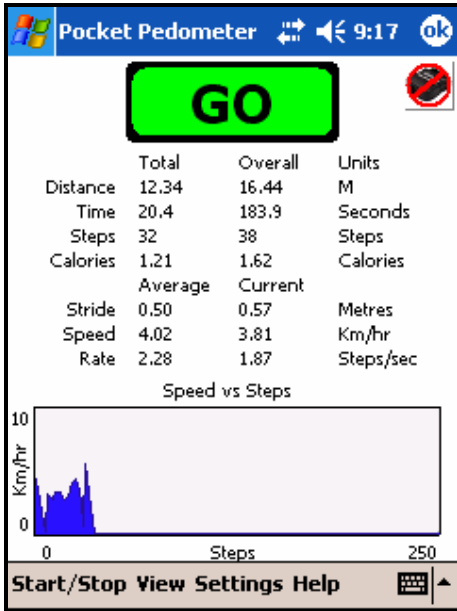 Pocket Pedometer 9:17 ok
GO
Total Overall Units
Distance 12.34 16.44 M
Time 20.4 183.9 Seconds
Steps 32 38 Steps
Calories 1.21 1.62 Calories
Average Current
Stride 0.50 0.57 Metres
Speed 4.02 3.81 Km/hr
Rate 2.28 1.87 Steps/sec
Speed vs Steps
10
Km/hr
0
0 Steps 250
Start/Stop View Settings Help